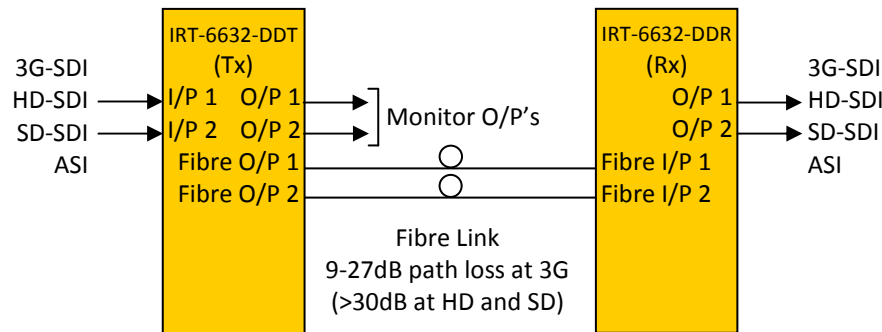 IRT-6632-DDT
(Tx)
IRT-6632-DDR
(Rx)
3G-SDI
HD-SDI
SD-SDI
ASI
I/P 1 O/P 1
I/P 2 O/P 2
Fibre O/P 1
Fibre O/P 2
Monitor O/P’s
O/P 1
O/P 2
Fibre I/P 1
Fibre I/P 2
3G-SDI
HD-SDI
SD-SDI
ASI
Fibre Link
9-27dB path loss at 3G
(>30dB at HD and SD)